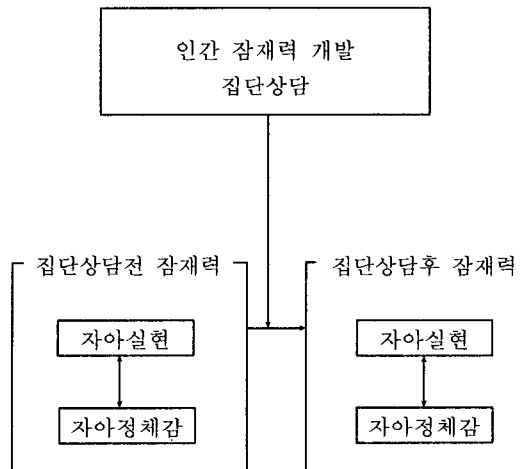 인간 잠재력 개발
집단상담
집단상담전 잠재력
자아실현
자아정체감
집단상담후 잠재력
자아실현
자아정체감